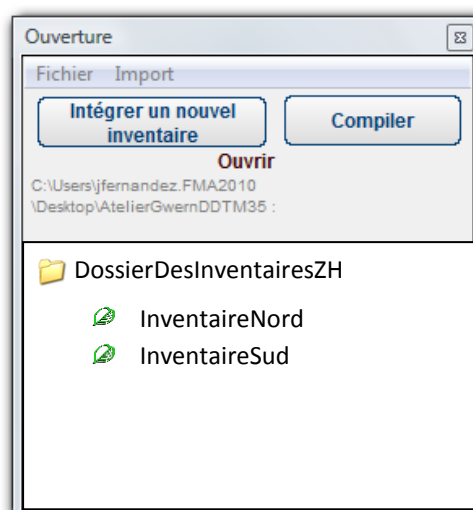 Ouverture
Fichier Import
Intégrer un nouvel
inventaire
Compiler
Ouvrir
C:\Users\jfernandez.FMA2010
\Desktop\AtelierGwernDDTM35 :
DossierDesInventairesZH
InventaireNord
InventaireSud